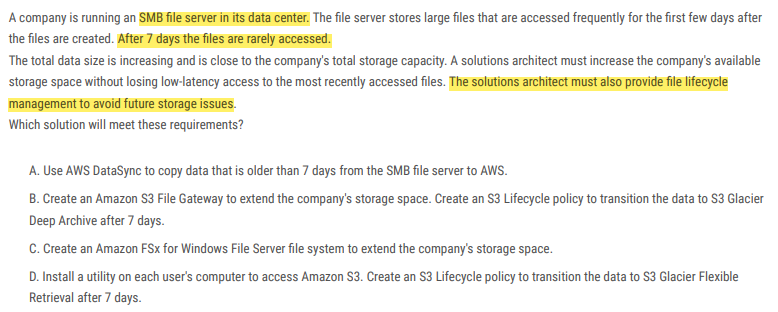 A company is running an SMB file server in its data center. The file server stores large files that are accessed frequently for the first few days after
the files are created. After 7 days the files are rarely accessed.
The total data size is increasing and is close to the company's total storage capacity. A solutions architect must increase the company's available
storage space without losing low-latency access to the most recently accessed files. The solutions architect must also provide file lifecycle
management to avoid future storage issues.
Which solution will meet these requirements?
A. Use AWS DataSync to copy data that is older than 7 days from the SMB file server to AWS.
B. Create an Amazon S3 File Gateway to extend the company's storage space. Create an S3 Lifecycle policy to transition the data to S3 Glacier
Deep Archive after 7 days.
C. Create an Amazon FSx for Windows File Server file system to extend the company's storage space.
D. Install a utility on each user's computer to access Amazon S3. Create an S3 Lifecycle policy to transition the data to S3 Glacier Flexible
Retrieval after 7 days.